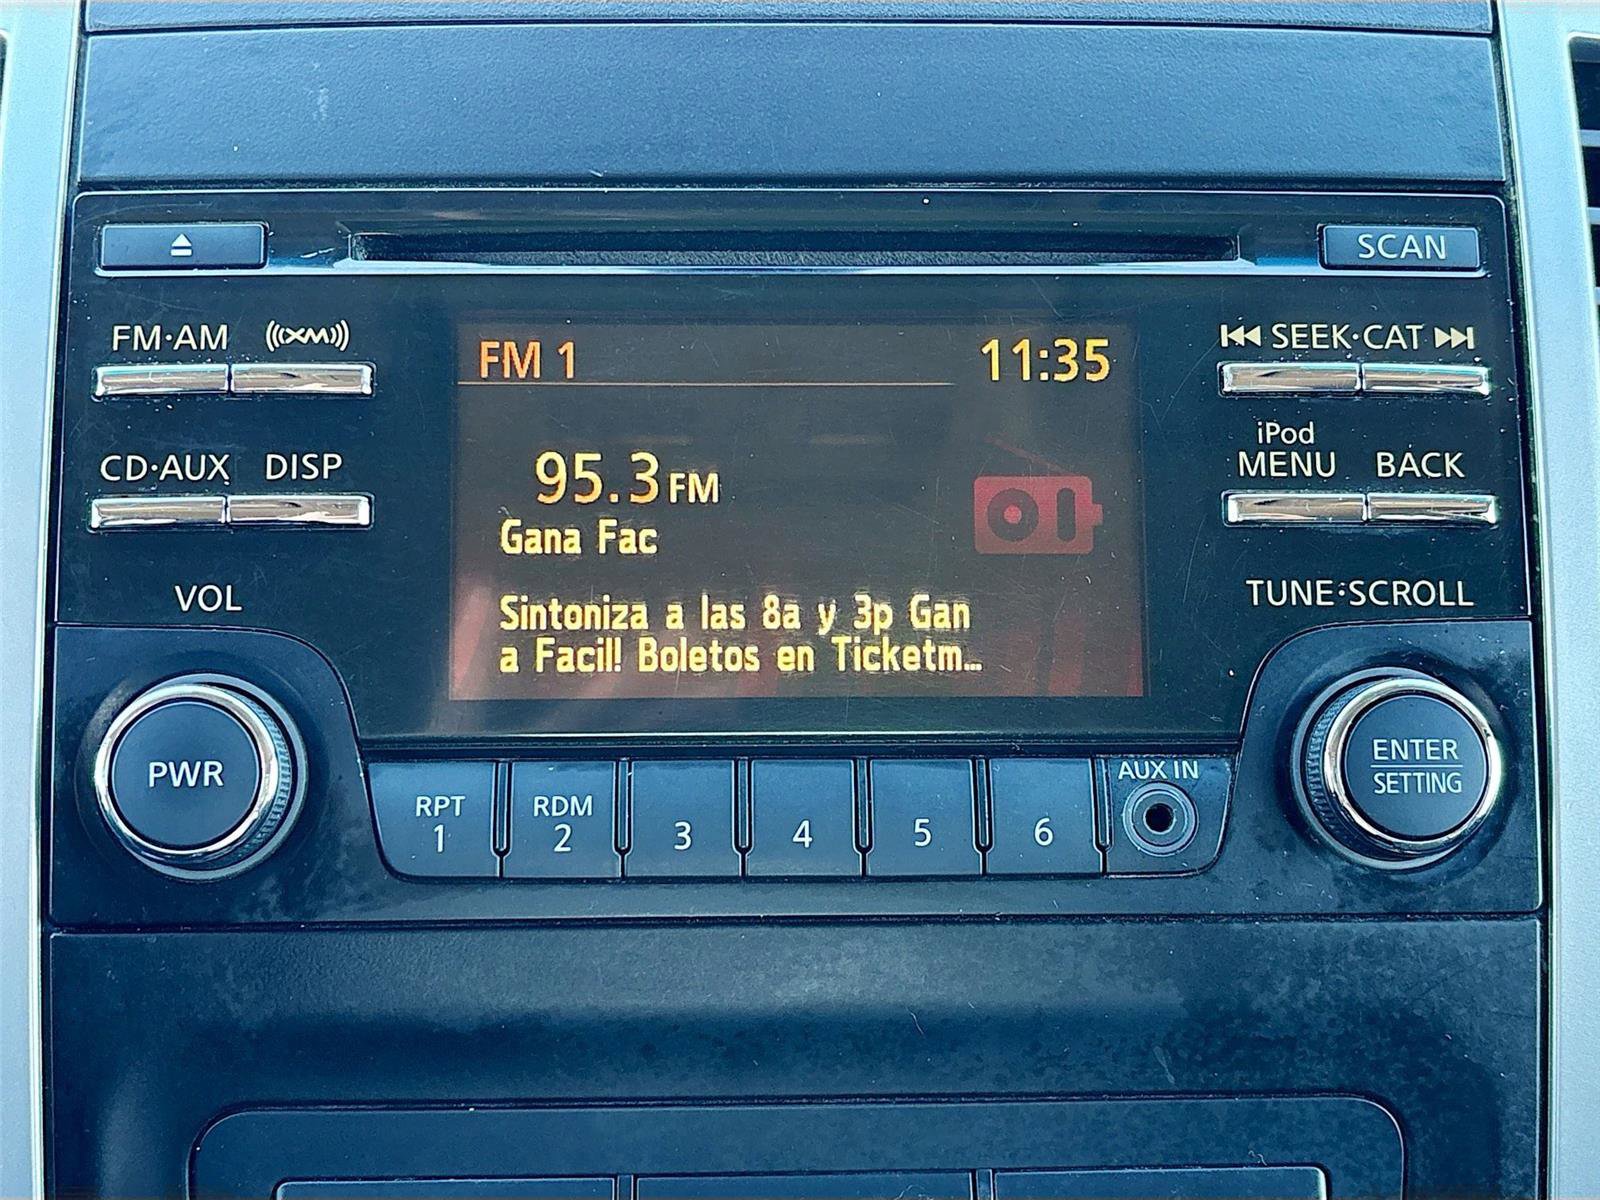 SCAN
FM·AM
((XM))
SEEK·CAT
FM 1
11:35
iPod
CD·AUX
DISP
MENU
BACK
95.3 FM
Gana Fac
VOL
TUNE·SCROLL
Sintoniza a las 8a y 3p Gan
a Facil! Boletos en Ticketm...
PWR
ENTER
SETTING
AUX IN
RPT
1
RDM
2
3
4
5
6